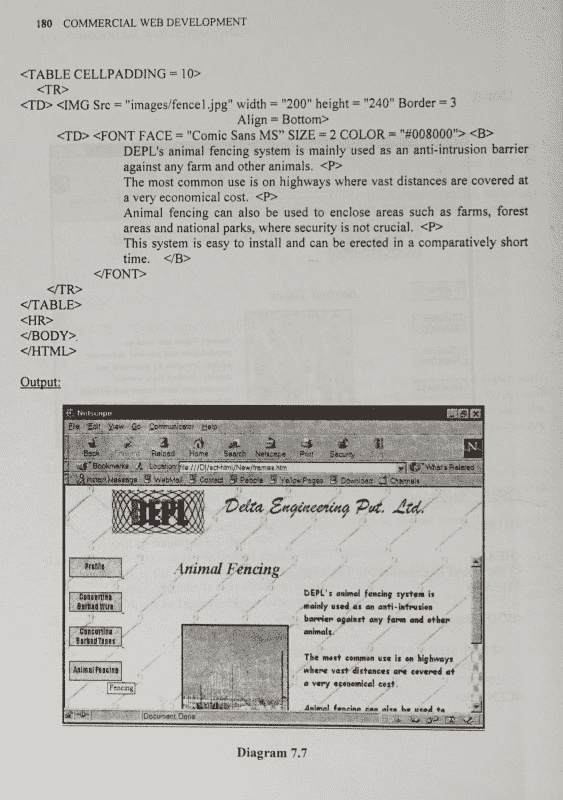 180 COMMERCIAL WEB DEVELOPMENT
<TABLE CELLPADDING = 10>
<TR>
<TD> <IMG Src = "images/fence1.jpg" width = "200" height = "240" Border = 3
Align = Bottom>
<TD> <FONT FACE = "Comic Sans MS" SIZE = 2 COLOR = "#008000"> <B>
DEPL's animal fencing system is mainly used as an anti-intrusion barrier
against any farm and other animals. <P>
The most common use is on highways where vast distances are covered at
a very economical cost. <P>
Animal fencing can also be used to enclose areas such as farms, forest
areas and national parks, where security is not crucial. <P>
This system is easy to install and can be erected in a comparatively short
time. </B>
</FONT>
</TR>
</TABLE>
<HR>
</BODY>
</HTML>
Output:
Netscape
File Edit View Go Communicator Help
Back Reload Home Search Netscape Print Security
Bookmarks Location: What's Related
Instant Message WebMail Contact People Yellow Pages Download Channels
DEPL Delta Engineering Pvt. Ltd.
Profile
Animal Fencing
Concertina
Barbed Wire
Concertina
Barbed Tapes
Animal Fencing
Fencing
DEPL's animal fencing system is
mainly used as an anti-intrusion
barrier against any farm and other
animals.
The most common use is on highways
where vast distances are covered at
a very economical cost.
Animal fencing can also be used to
Document: Done
Diagram 7.7